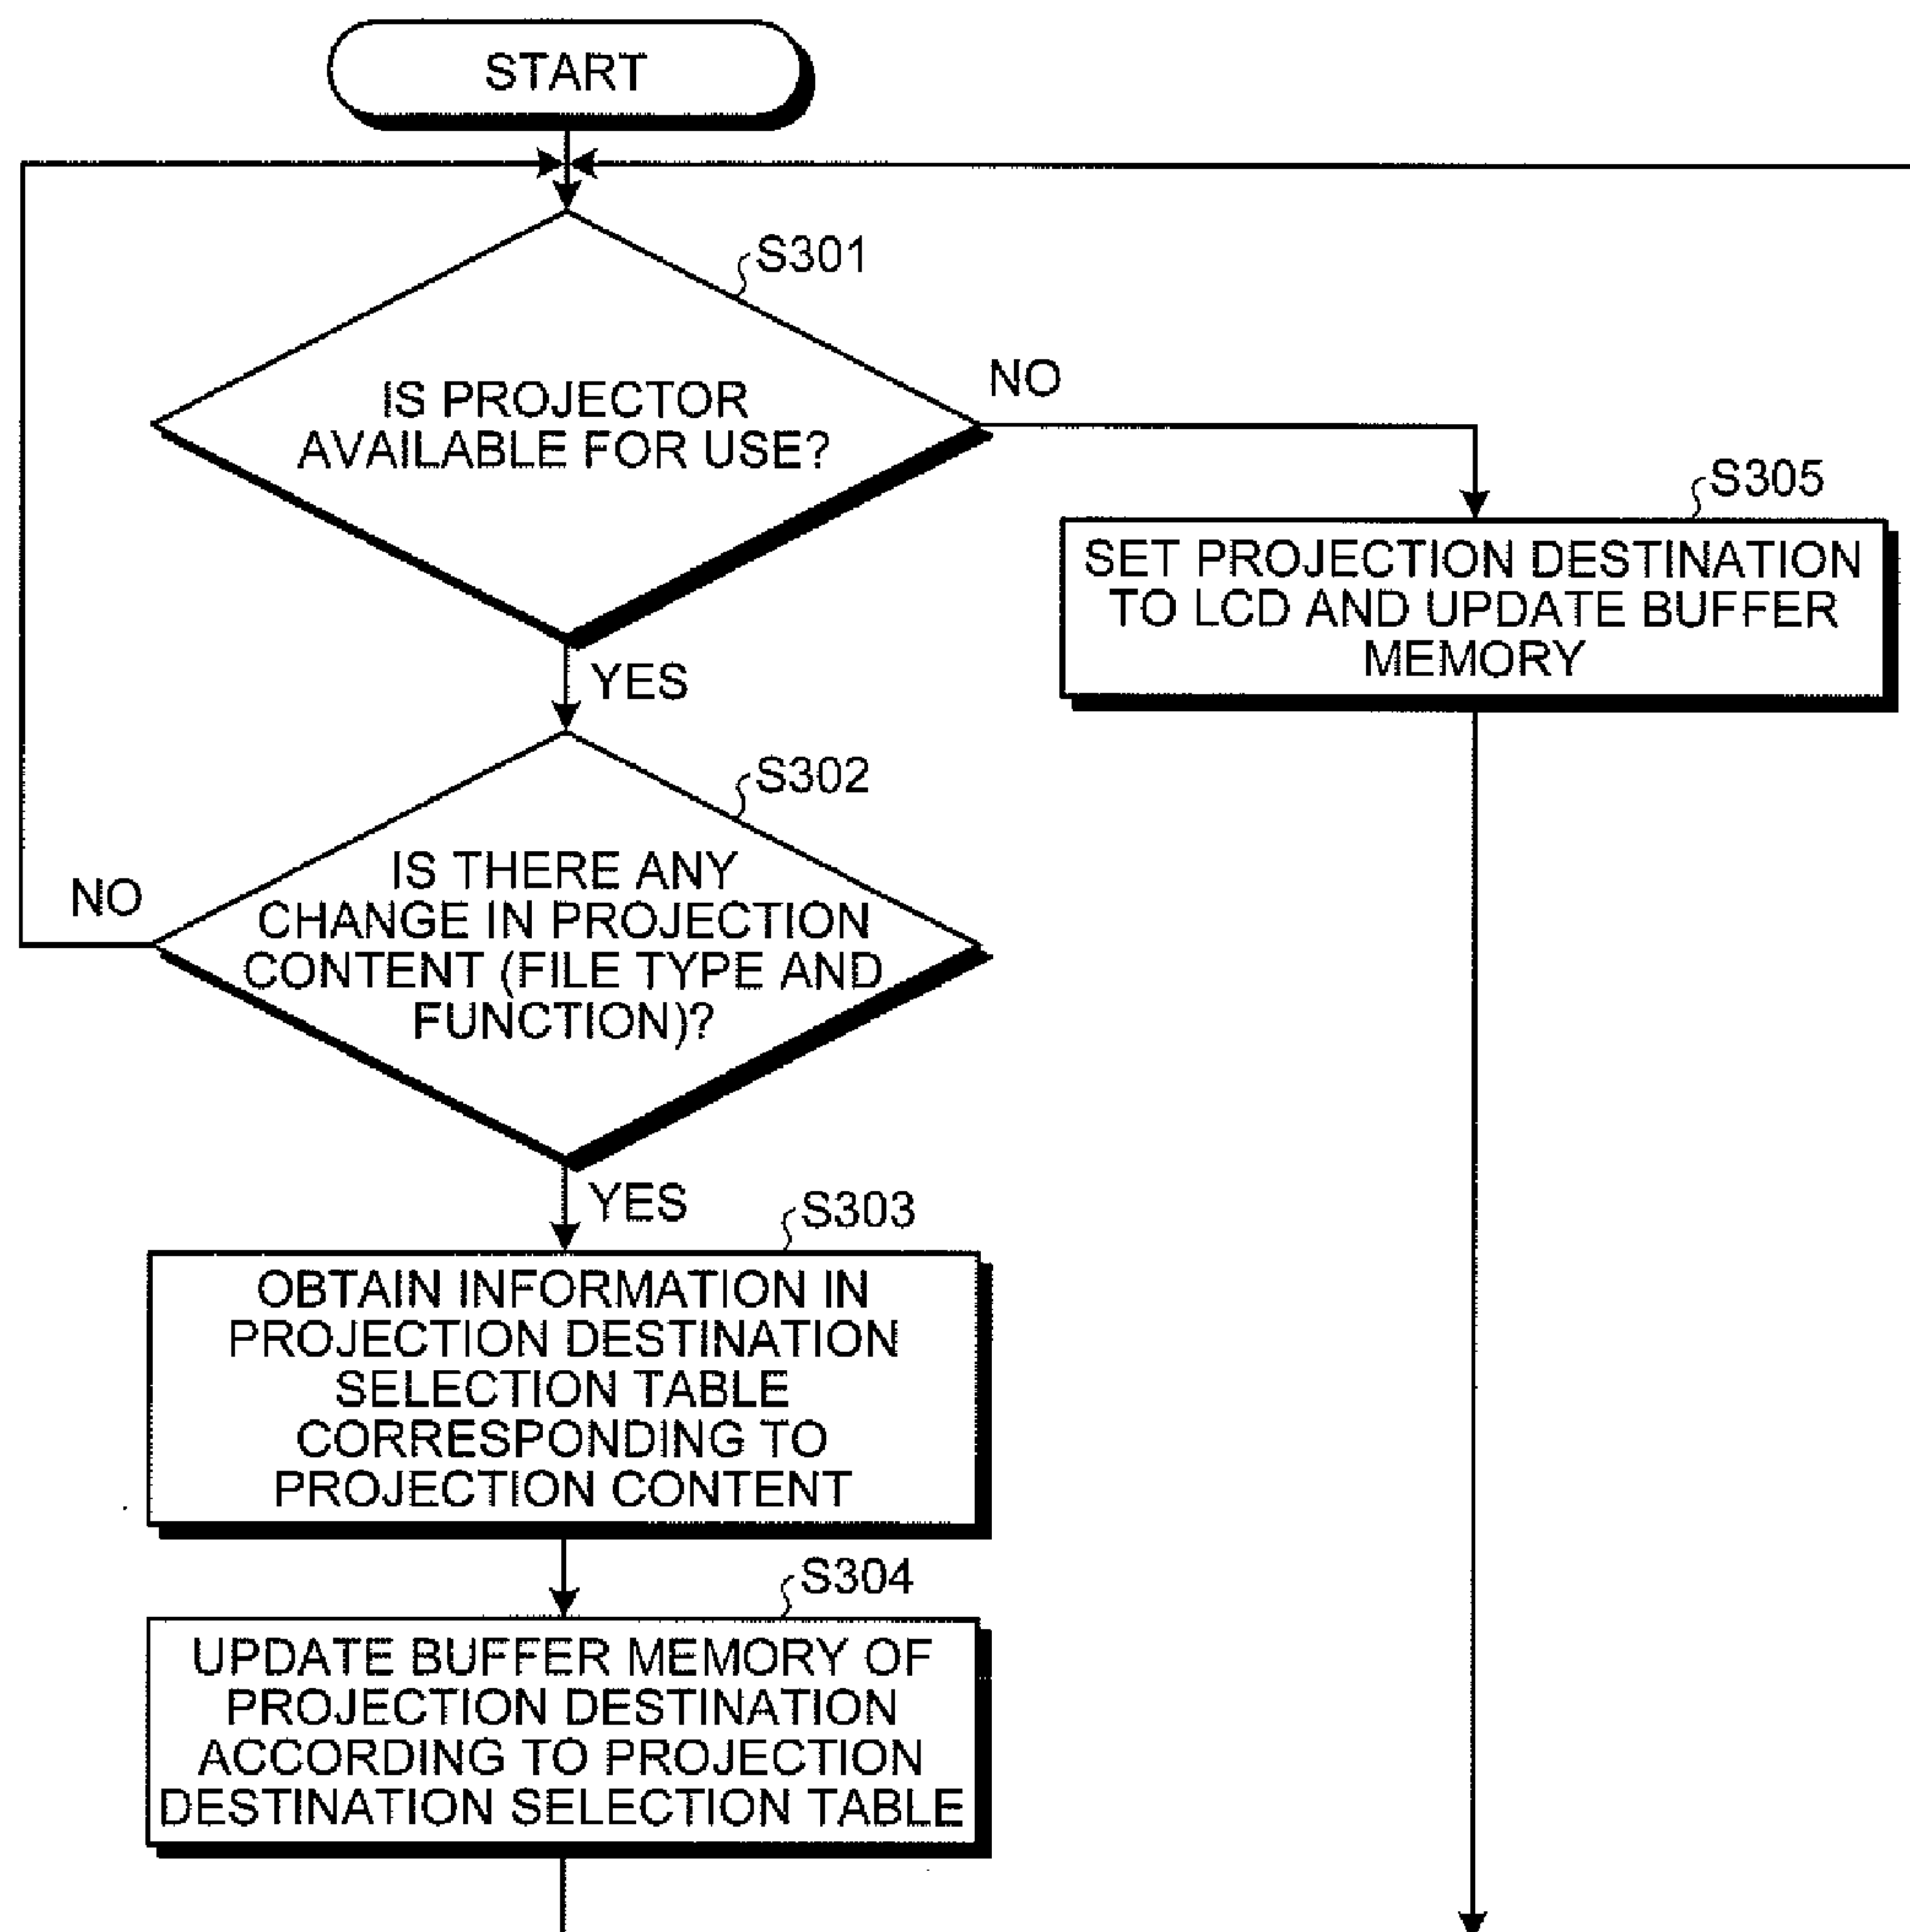 START
S301
IS PROJECTOR
AVAILABLE FOR USE?
NO
S305
SET PROJECTION DESTINATION
TO LCD AND UPDATE BUFFER
MEMORY
YES
S302
IS THERE ANY
CHANGE IN PROJECTION
CONTENT (FILE TYPE AND
FUNCTION)?
NO
YES
S303
OBTAIN INFORMATION IN
PROJECTION DESTINATION
SELECTION TABLE
CORRESPONDING TO
PROJECTION CONTENT
S304
UPDATE BUFFER MEMORY OF
PROJECTION DESTINATION
ACCORDING TO PROJECTION
DESTINATION SELECTION TABLE